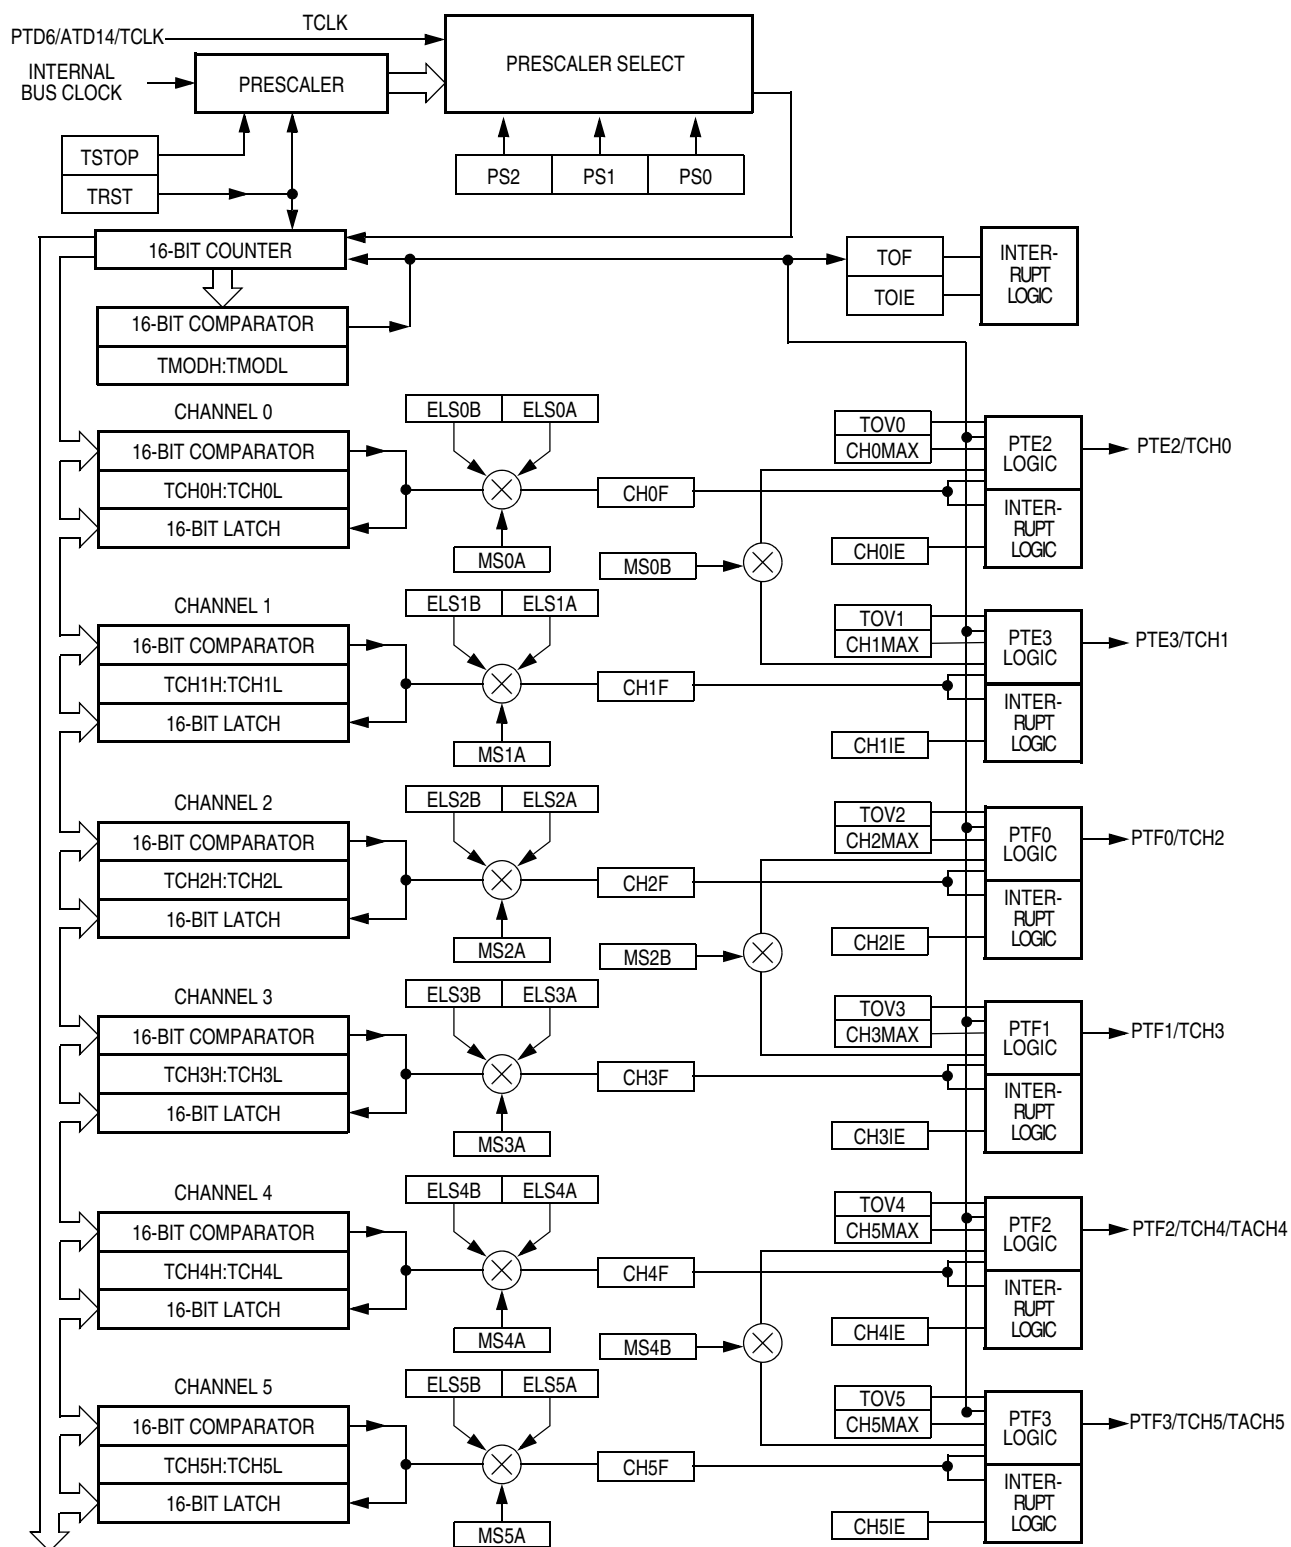 TCLK
PTD6/ATD14/TCLK
PRESCALER SELECT
INTERNAL
BUS CLOCK
PRESCALER
TSTOP
TRST
PS2 PS1 PS0
16-BIT COUNTER
TOF
TOIE
INTER-
RUPT
LOGIC
16-BIT COMPARATOR
TMODH:TMODL
CHANNEL 0
ELS0B ELS0A
TOV0
CH0MAX
PTE2
LOGIC
PTE2/TCH0
16-BIT COMPARATOR
TCH0H:TCH0L
16-BIT LATCH
CH0F
INTER-
RUPT
LOGIC
MS0A
MS0B
CH0IE
CHANNEL 1
ELS1B ELS1A
TOV1
CH1MAX
PTE3
LOGIC
PTE3/TCH1
16-BIT COMPARATOR
TCH1H:TCH1L
16-BIT LATCH
CH1F
INTER-
RUPT
LOGIC
MS1A
CH1IE
CHANNEL 2
ELS2B ELS2A
TOV2
CH2MAX
PTF0
LOGIC
PTF0/TCH2
16-BIT COMPARATOR
TCH2H:TCH2L
16-BIT LATCH
CH2F
INTER-
RUPT
LOGIC
MS2A
MS2B
CH2IE
CHANNEL 3
ELS3B ELS3A
TOV3
CH3MAX
PTF1
LOGIC
PTF1/TCH3
16-BIT COMPARATOR
TCH3H:TCH3L
16-BIT LATCH
CH3F
INTER-
RUPT
LOGIC
MS3A
CH3IE
CHANNEL 4
ELS4B ELS4A
TOV4
CH5MAX
PTF2
LOGIC
PTF2/TCH4/TACH4
16-BIT COMPARATOR
TCH4H:TCH4L
16-BIT LATCH
CH4F
INTER-
RUPT
LOGIC
MS4A
MS4B
CH4IE
CHANNEL 5
ELS5B ELS5A
TOV5
CH5MAX
PTF3
LOGIC
PTF3/TCH5/TACH5
16-BIT COMPARATOR
TCH5H:TCH5L
16-BIT LATCH
CH5F
INTER-
RUPT
LOGIC
MS5A
CH5IE